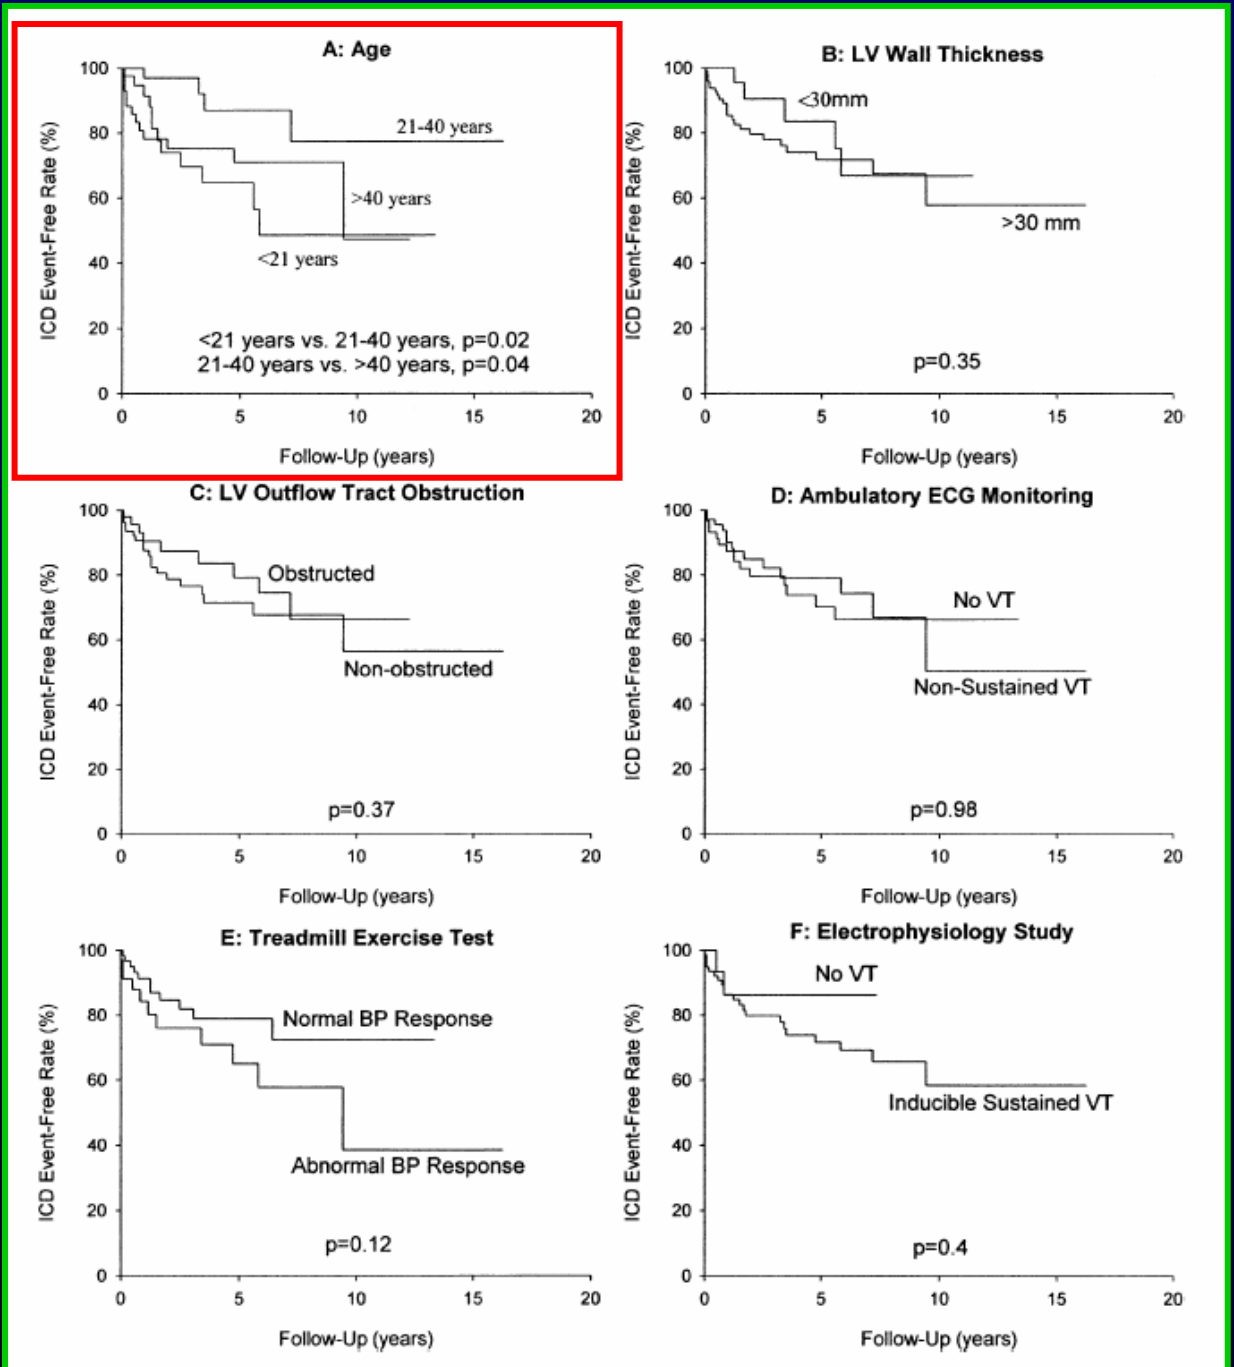 A: Age
ICD Event-Free Rate (%)
100
80
60
40
20
0
21-40 years
>40 years
<21 years
<21 years vs. 21-40 years, p=0.02
21-40 years vs. >40 years, p=0.04
0 5 10 15 20
Follow-Up (years)
B: LV Wall Thickness
ICD Event-Free Rate (%)
100
80
60
40
20
0
<30mm
>30 mm
p=0.35
0 5 10 15 20
Follow-Up (years)
C: LV Outflow Tract Obstruction
ICD Event-Free Rate (%)
100
80
60
40
20
0
Obstructed
Non-obstructed
p=0.37
0 5 10 15 20
Follow-Up (years)
D: Ambulatory ECG Monitoring
ICD Event-Free Rate (%)
100
80
60
40
20
0
No VT
Non-Sustained VT
p=0.98
0 5 10 15 20
Follow-Up (years)
E: Treadmill Exercise Test
ICD Event-Free Rate (%)
100
80
60
40
20
0
Normal BP Response
Abnormal BP Response
p=0.12
0 5 10 15 20
Follow-Up (years)
F: Electrophysiology Study
ICD Event-Free Rate (%)
100
80
60
40
20
0
No VT
Inducible Sustained VT
p=0.4
0 5 10 15 20
Follow-Up (years)